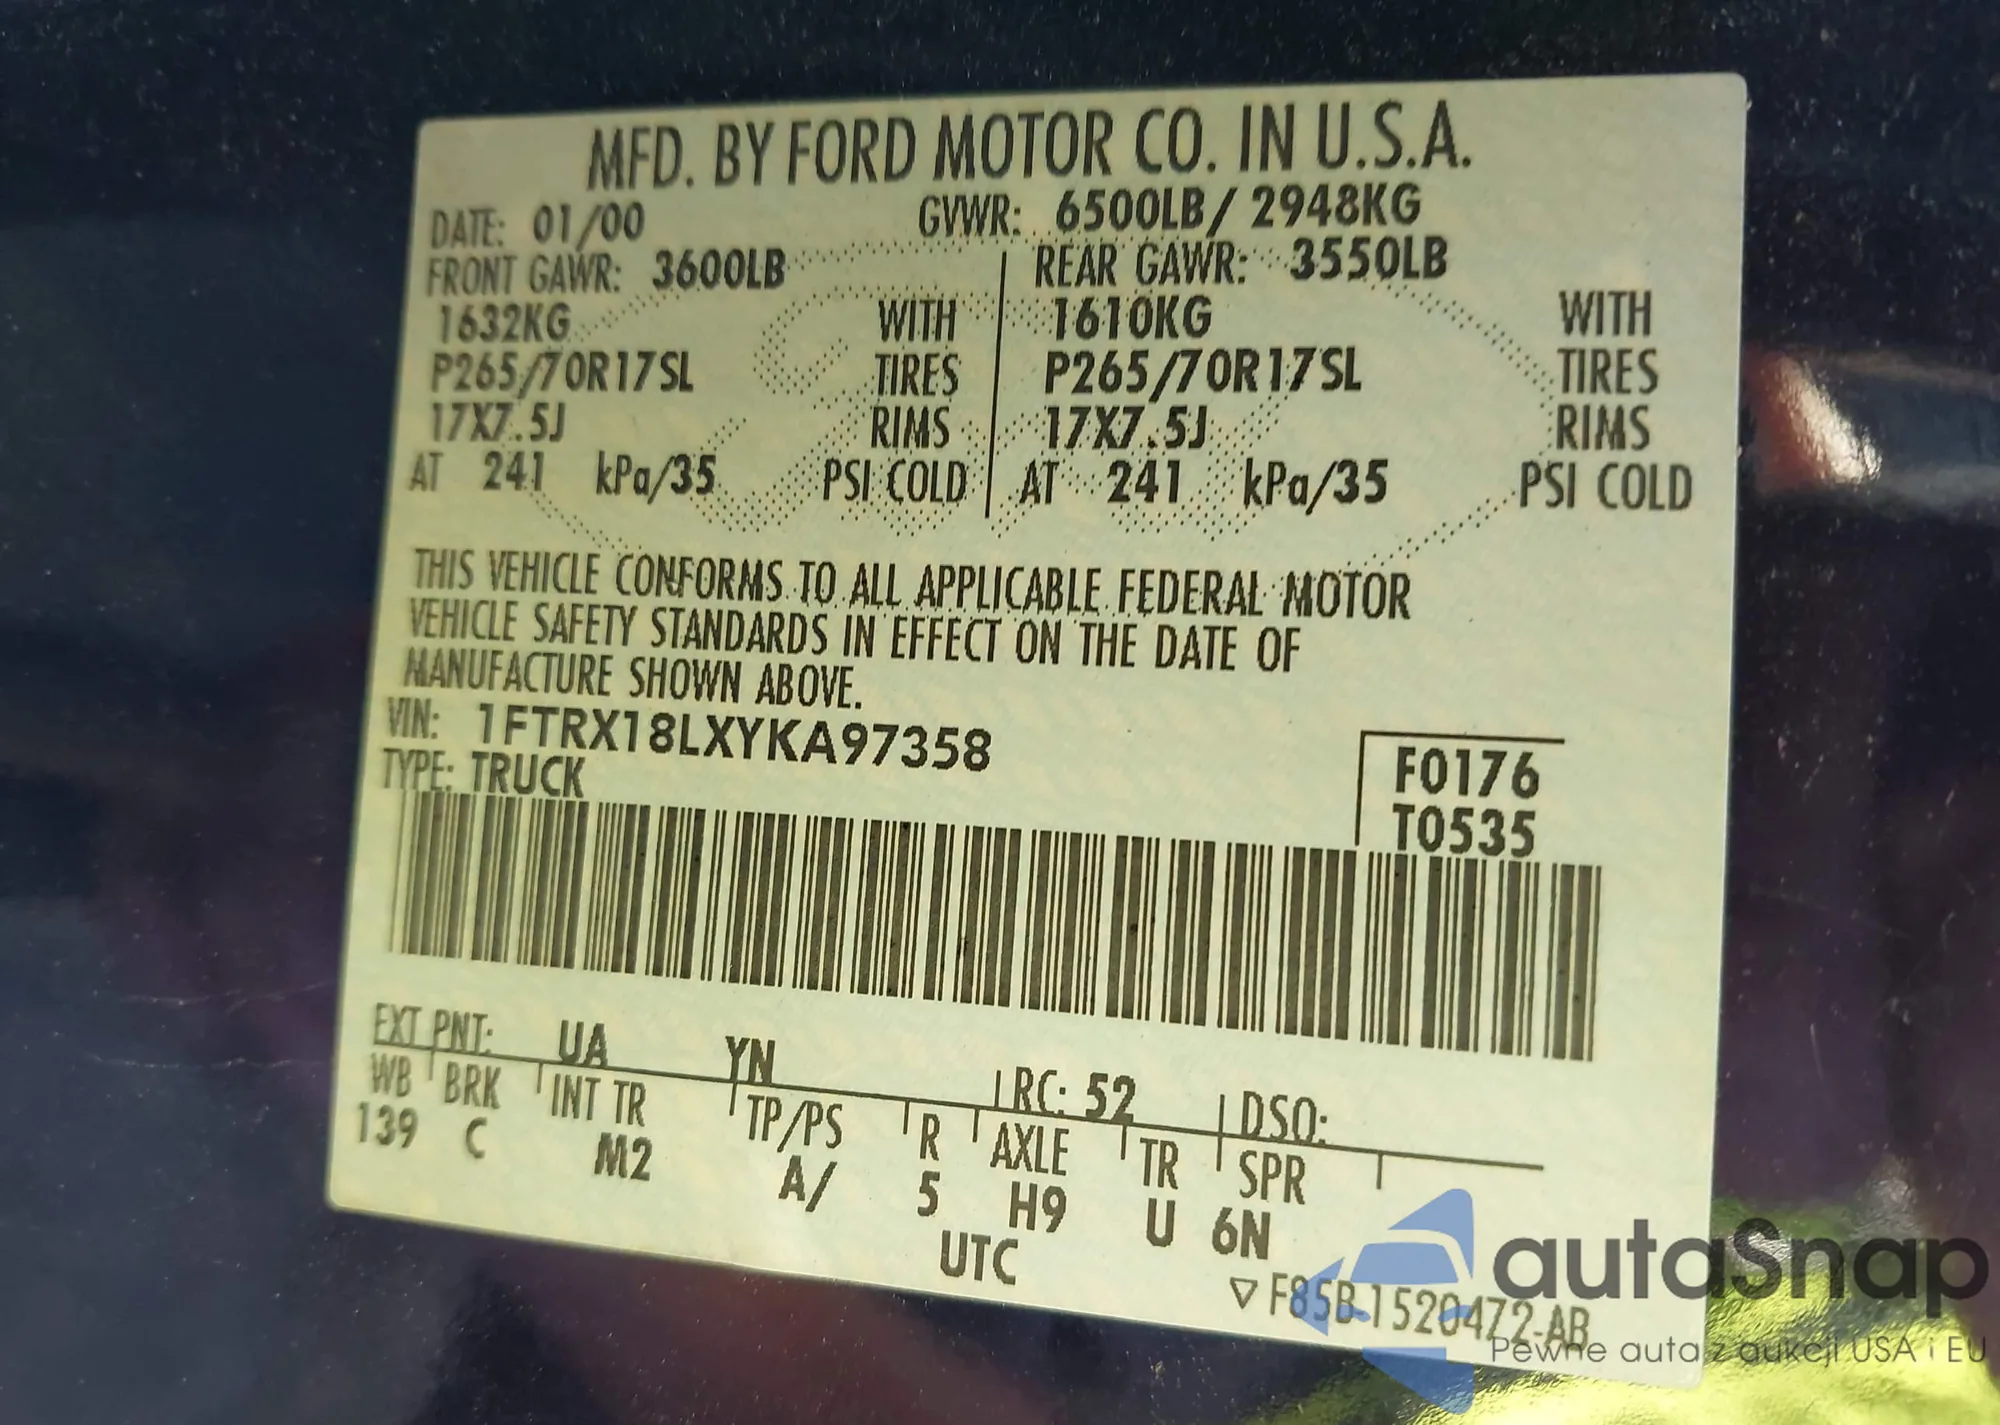 MFD. BY FORD MOTOR CO. IN U.S.A.
DATE: 01/00 GVWR: 6500LB/ 2948KG
FRONT GAWR: 3600LB REAR GAWR: 3550LB
1632KG WITH 1610KG WITH
P265/70R17SL TIRES P265/70R17SL TIRES
17X7.5J RIMS 17X7.5J RIMS
AT 241 kPa/35 PSI COLD AT 241 kPa/35 PSI COLD
THIS VEHICLE CONFORMS TO ALL APPLICABLE FEDERAL MOTOR
VEHICLE SAFETY STANDARDS IN EFFECT ON THE DATE OF
MANUFACTURE SHOWN ABOVE.
VIN: 1FTRX18LXYKA97358
TYPE: TRUCK
F0176
T0535
EXT PNT: UA YN RC: 52 DSO:
WB BRK INT TR TP/PS R AXLE TR SPR
139 C M2 A/ 5 H9 U 6N
UTC
▽ F85B-1520472-AB
autaSnap
Pewne auta z aukcji USA i EU